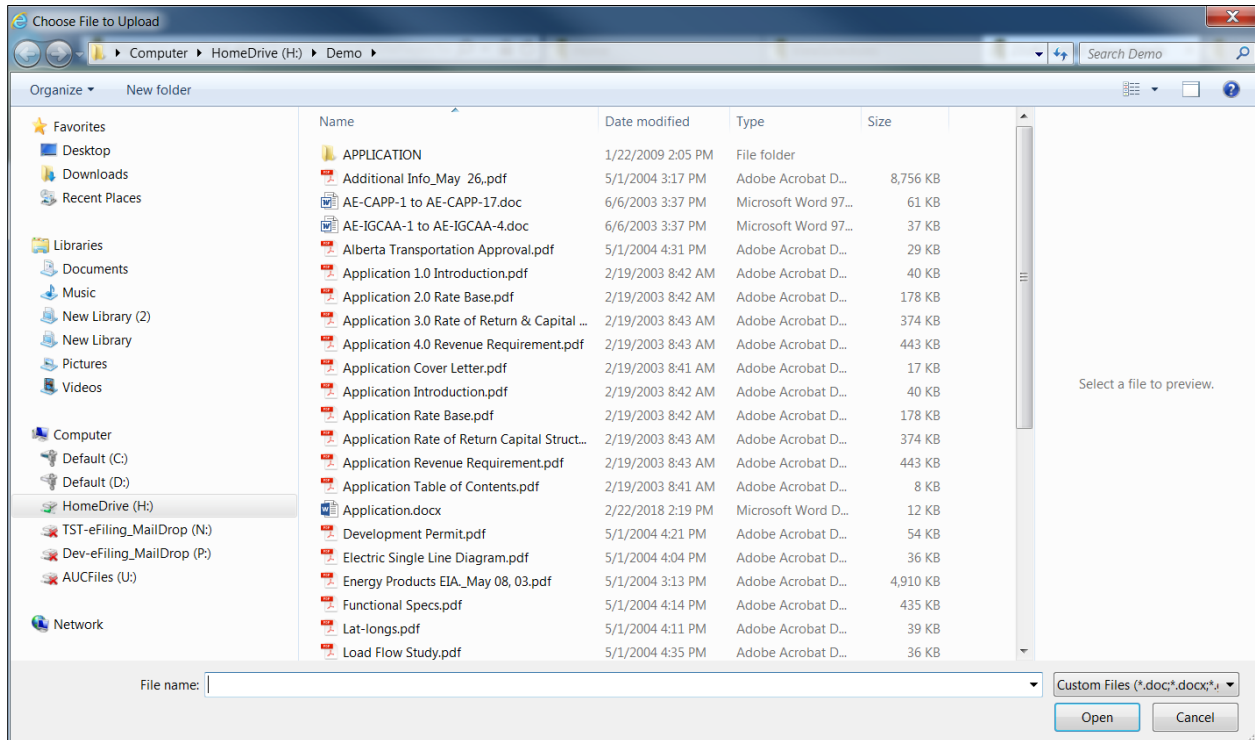 Choose File to Upload
Computer HomeDrive (H:) Demo
Search Demo
Organize New folder
Favorites
Desktop
Downloads
Recent Places
Libraries
Documents
Music
New Library (2)
New Library
Pictures
Videos
Computer
Default (C:)
Default (D:)
HomeDrive (H:)
TST-eFiling_MailDrop (N:)
Dev-eFiling_MailDrop (P:)
AUCFiles (U:)
Network
Name Date modified Type Size
APPLICATION 1/22/2009 2:05 PM File folder
Additional Info_May 26,.pdf 5/1/2004 3:17 PM Adobe Acrobat D... 8,756 KB
AE-CAPP-1 to AE-CAPP-17.doc 6/6/2003 3:37 PM Microsoft Word 97... 61 KB
AE-IGCAA-1 to AE-IGCAA-4.doc 6/6/2003 3:37 PM Microsoft Word 97... 37 KB
Alberta Transportation Approval.pdf 5/1/2004 4:31 PM Adobe Acrobat D... 29 KB
Application 1.0 Introduction.pdf 2/19/2003 8:42 AM Adobe Acrobat D... 40 KB
Application 2.0 Rate Base.pdf 2/19/2003 8:42 AM Adobe Acrobat D... 178 KB
Application 3.0 Rate of Return & Capital ... 2/19/2003 8:43 AM Adobe Acrobat D... 374 KB
Application 4.0 Revenue Requirement.pdf 2/19/2003 8:43 AM Adobe Acrobat D... 443 KB
Application Cover Letter.pdf 2/19/2003 8:41 AM Adobe Acrobat D... 17 KB
Application Introduction.pdf 2/19/2003 8:42 AM Adobe Acrobat D... 40 KB
Application Rate Base.pdf 2/19/2003 8:42 AM Adobe Acrobat D... 178 KB
Application Rate of Return Capital Struct... 2/19/2003 8:43 AM Adobe Acrobat D... 374 KB
Application Revenue Requirement.pdf 2/19/2003 8:43 AM Adobe Acrobat D... 443 KB
Application Table of Contents.pdf 2/19/2003 8:41 AM Adobe Acrobat D... 8 KB
Application.docx 2/22/2018 2:19 PM Microsoft Word D... 12 KB
Development Permit.pdf 5/1/2004 4:21 PM Adobe Acrobat D... 54 KB
Electric Single Line Diagram.pdf 5/1/2004 4:04 PM Adobe Acrobat D... 36 KB
Energy Products EIA._May 08, 03.pdf 5/1/2004 3:13 PM Adobe Acrobat D... 4,910 KB
Functional Specs.pdf 5/1/2004 4:14 PM Adobe Acrobat D... 435 KB
Lat-longs.pdf 5/1/2004 4:11 PM Adobe Acrobat D... 39 KB
Load Flow Study.pdf 5/1/2004 4:35 PM Adobe Acrobat D... 36 KB
Select a file to preview.
File name:
Custom Files (*.doc;*.docx;*.
Open Cancel